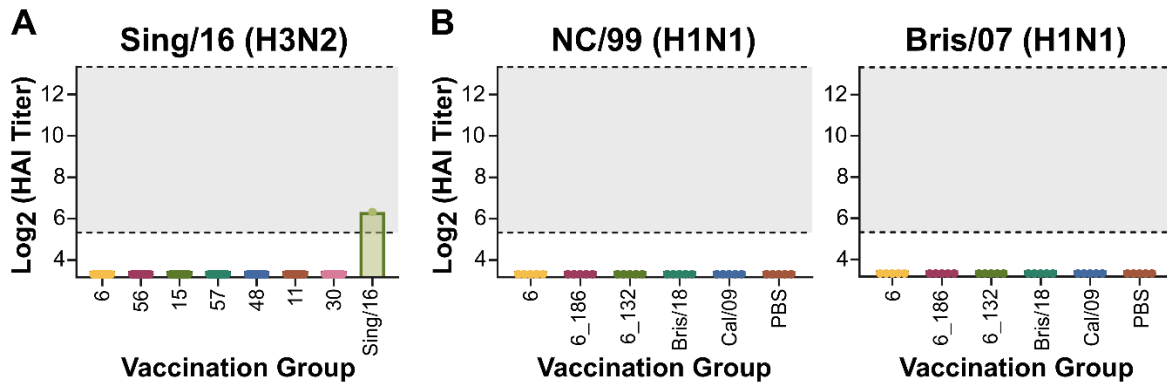 A
Sing/16 (H3N2)
Log2 (HAI Titer)
12
10
8
6
4
6
56
15
57
48
11
30
Sing/16
Vaccination Group
B
NC/99 (H1N1)
Log2 (HAI Titer)
12
10
8
6
4
6
6_186
6_132
Bris/18
Cal/09
PBS
Vaccination Group
Bris/07 (H1N1)
12
10
8
6
4
6
6_186
6_132
Bris/18
Cal/09
PBS
Vaccination Group